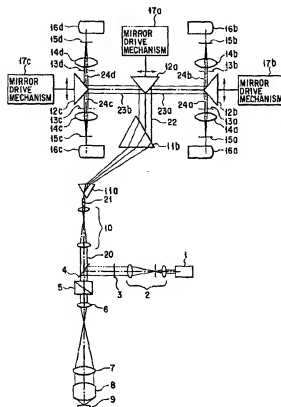 17a
MIRROR DRIVE MECHANISM
16d
16b
15d
15b
17c
14d
12a
14b
17b
13d
13b
MIRROR DRIVE MECHANISM
24d
24b
MIRROR DRIVE MECHANISM
12c
24c
24a
12b
13c
22
13a
14c
23b
23a
14a
15c
11b
15a
16c
16a
11a
21
10
20
4
1
5
3
2
6
7
8
9